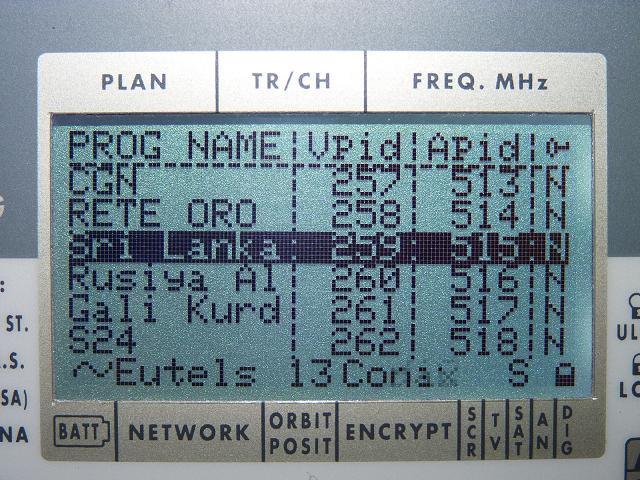 PLAN TR/CH FREQ. MHz
PROG NAME Vpid Apid
CGN 257 513 N
RETE ORO 258 514 N
Sri Lanka 259 515 N
Rusiya Al 260 516 N
Gali Kurd 261 517 N
S24 262 518 N
~Eutels 13 Conax S
BATT NETWORK ORBIT POSIT ENCRYPT SCR TV SAT AN DIG
G
:
ST.
.S.
SA)
NA
UL
LO